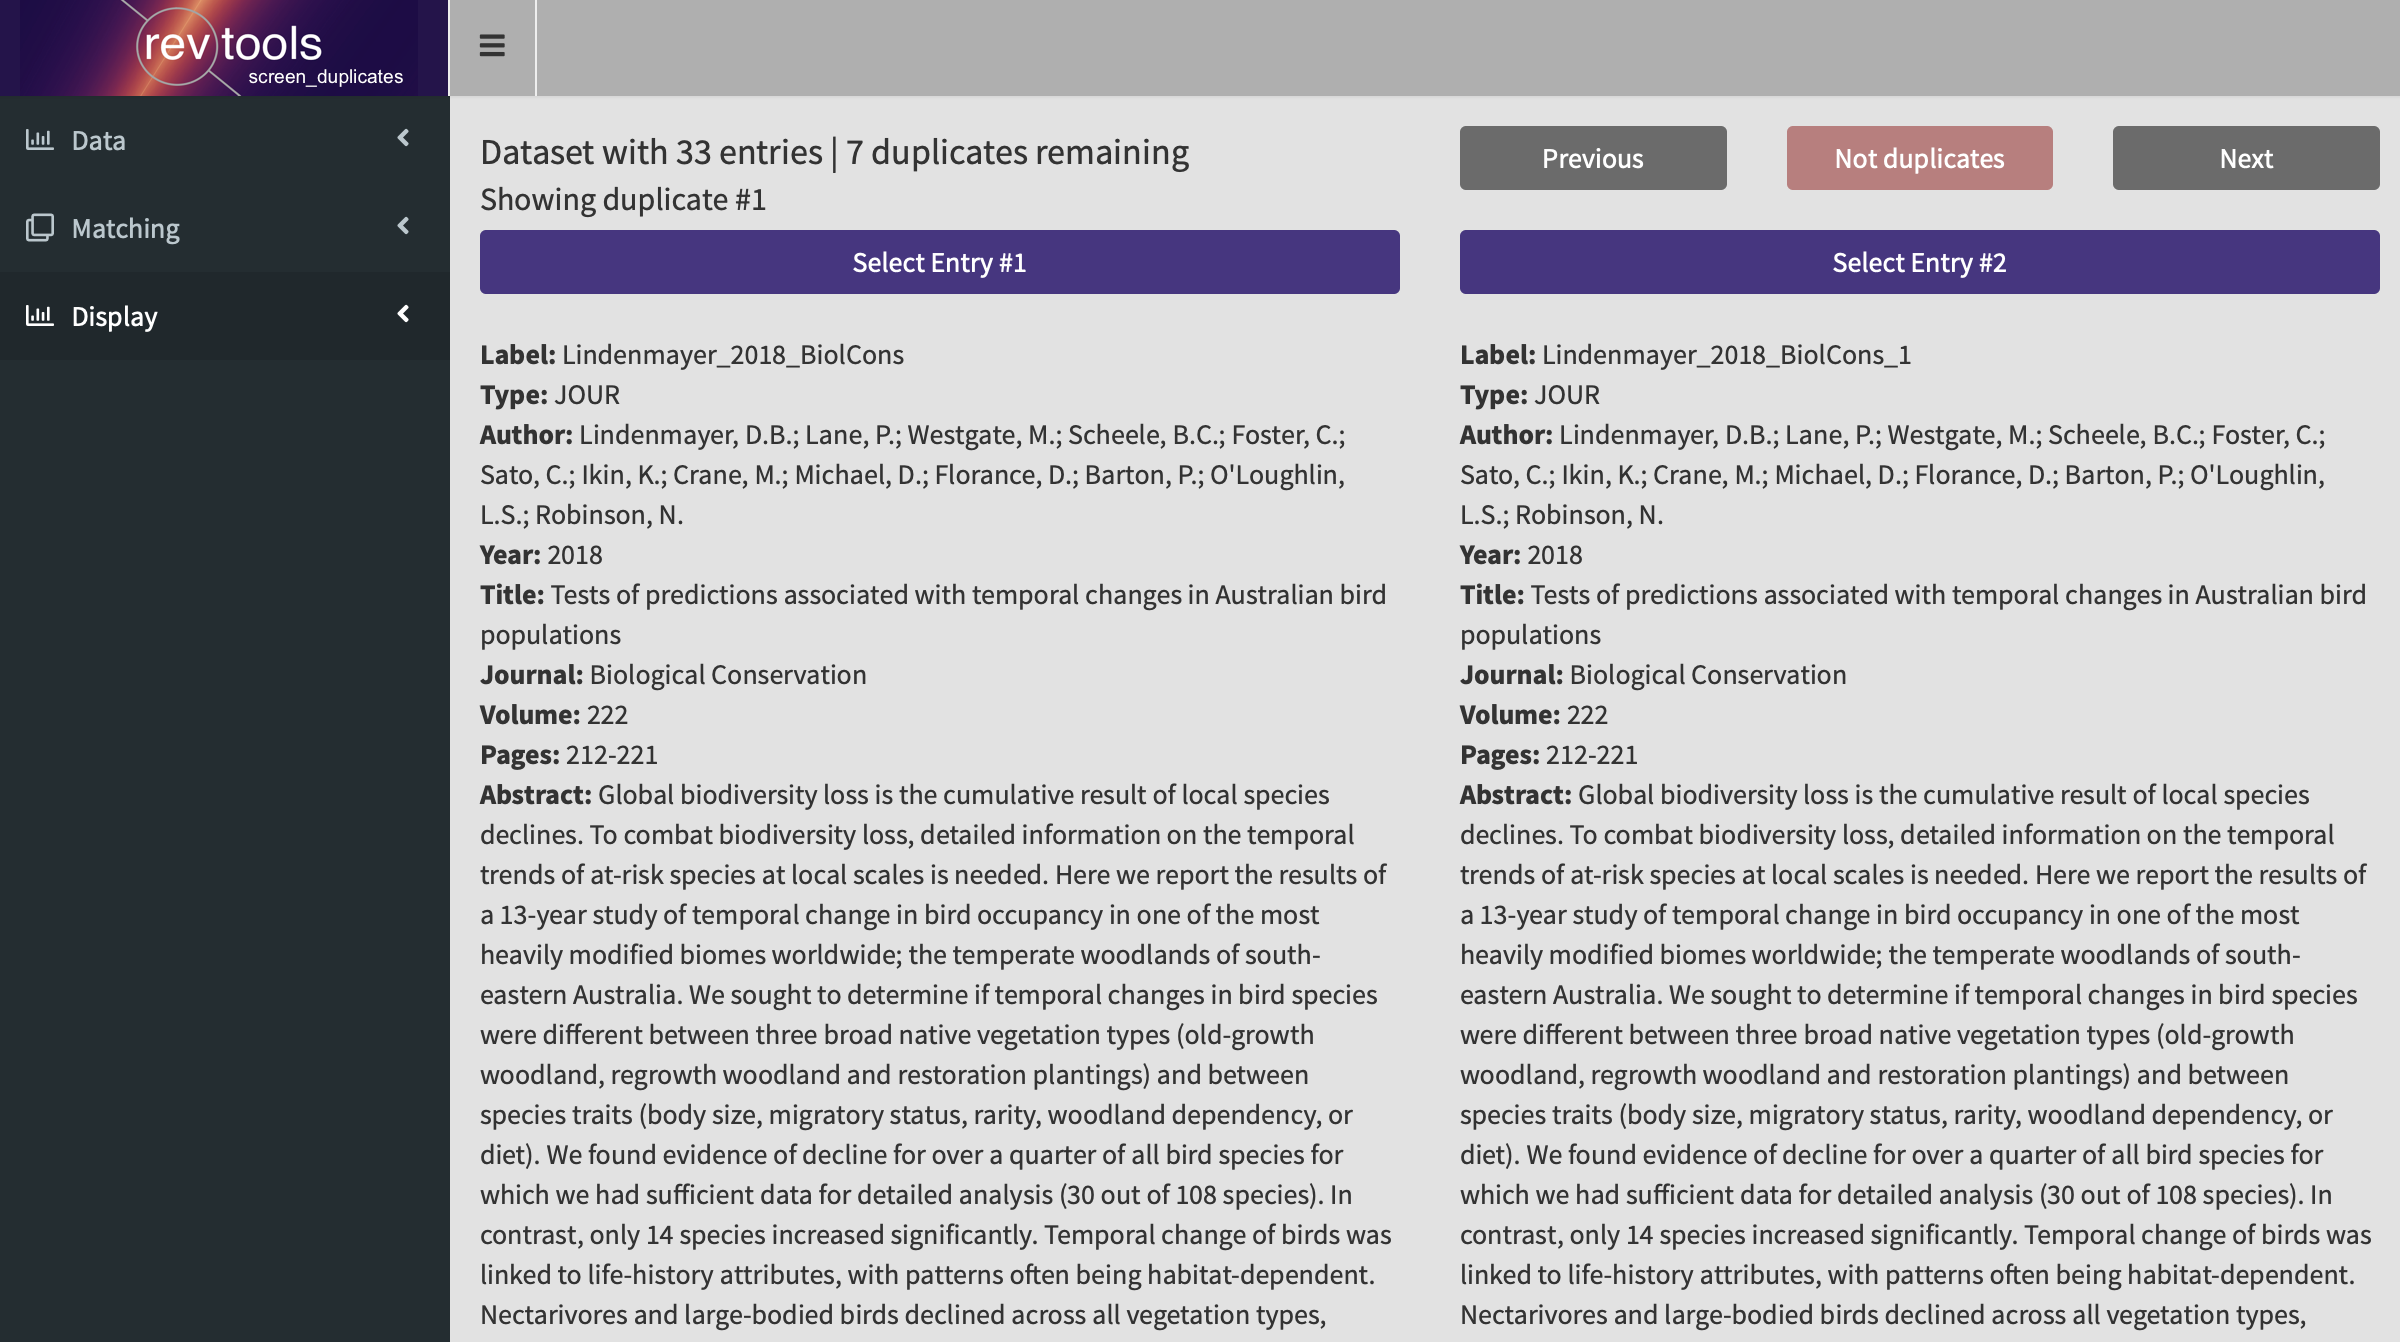 rev tools
screen_duplicates
Data
Matching
Display
Dataset with 33 entries | 7 duplicates remaining
Showing duplicate #1
Previous
Not duplicates
Next
Select Entry #1
Label: Lindenmayer_2018_BiolCons
Type: JOUR
Author: Lindenmayer, D.B.; Lane, P.; Westgate, M.; Scheele, B.C.; Foster, C.;
Sato, C.; Ikin, K.; Crane, M.; Michael, D.; Florance, D.; Barton, P.; O'Loughlin,
L.S.; Robinson, N.
Year: 2018
Title: Tests of predictions associated with temporal changes in Australian bird
populations
Journal: Biological Conservation
Volume: 222
Pages: 212-221
Abstract: Global biodiversity loss is the cumulative result of local species
declines. To combat biodiversity loss, detailed information on the temporal
trends of at-risk species at local scales is needed. Here we report the results of
a 13-year study of temporal change in bird occupancy in one of the most
heavily modified biomes worldwide; the temperate woodlands of south-
eastern Australia. We sought to determine if temporal changes in bird species
were different between three broad native vegetation types (old-growth
woodland, regrowth woodland and restoration plantings) and between
species traits (body size, migratory status, rarity, woodland dependency, or
diet). We found evidence of decline for over a quarter of all bird species for
which we had sufficient data for detailed analysis (30 out of 108 species). In
contrast, only 14 species increased significantly. Temporal change of birds was
linked to life-history attributes, with patterns often being habitat-dependent.
Nectarivores and large-bodied birds declined across all vegetation types,
Select Entry #2
Label: Lindenmayer_2018_BiolCons_1
Type: JOUR
Author: Lindenmayer, D.B.; Lane, P.; Westgate, M.; Scheele, B.C.; Foster, C.;
Sato, C.; Ikin, K.; Crane, M.; Michael, D.; Florance, D.; Barton, P.; O'Loughlin,
L.S.; Robinson, N.
Year: 2018
Title: Tests of predictions associated with temporal changes in Australian bird
populations
Journal: Biological Conservation
Volume: 222
Pages: 212-221
Abstract: Global biodiversity loss is the cumulative result of local species
declines. To combat biodiversity loss, detailed information on the temporal
trends of at-risk species at local scales is needed. Here we report the results of
a 13-year study of temporal change in bird occupancy in one of the most
heavily modified biomes worldwide; the temperate woodlands of south-
eastern Australia. We sought to determine if temporal changes in bird species
were different between three broad native vegetation types (old-growth
woodland, regrowth woodland and restoration plantings) and between
species traits (body size, migratory status, rarity, woodland dependency, or
diet). We found evidence of decline for over a quarter of all bird species for
which we had sufficient data for detailed analysis (30 out of 108 species). In
contrast, only 14 species increased significantly. Temporal change of birds was
linked to life-history attributes, with patterns often being habitat-dependent.
Nectarivores and large-bodied birds declined across all vegetation types,